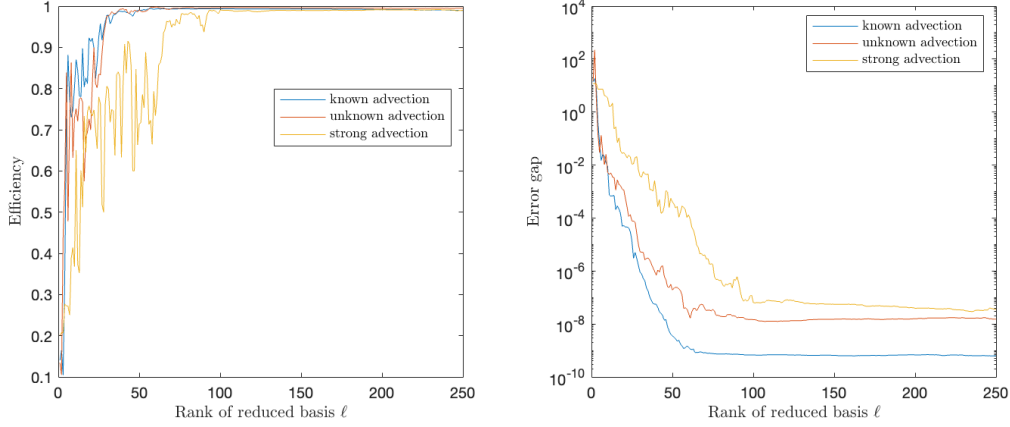 1
0.9
0.8
0.7
0.6
0.5
0.4
0.3
0.2
0.1
Efficiency
0 50 100 150 200 250
Rank of reduced basis ℓ
known advection
unknown advection
strong advection
10^4
10^2
10^0
10^-2
10^-4
10^-6
10^-8
10^-10
Error gap
0 50 100 150 200 250
Rank of reduced basis ℓ
known advection
unknown advection
strong advection